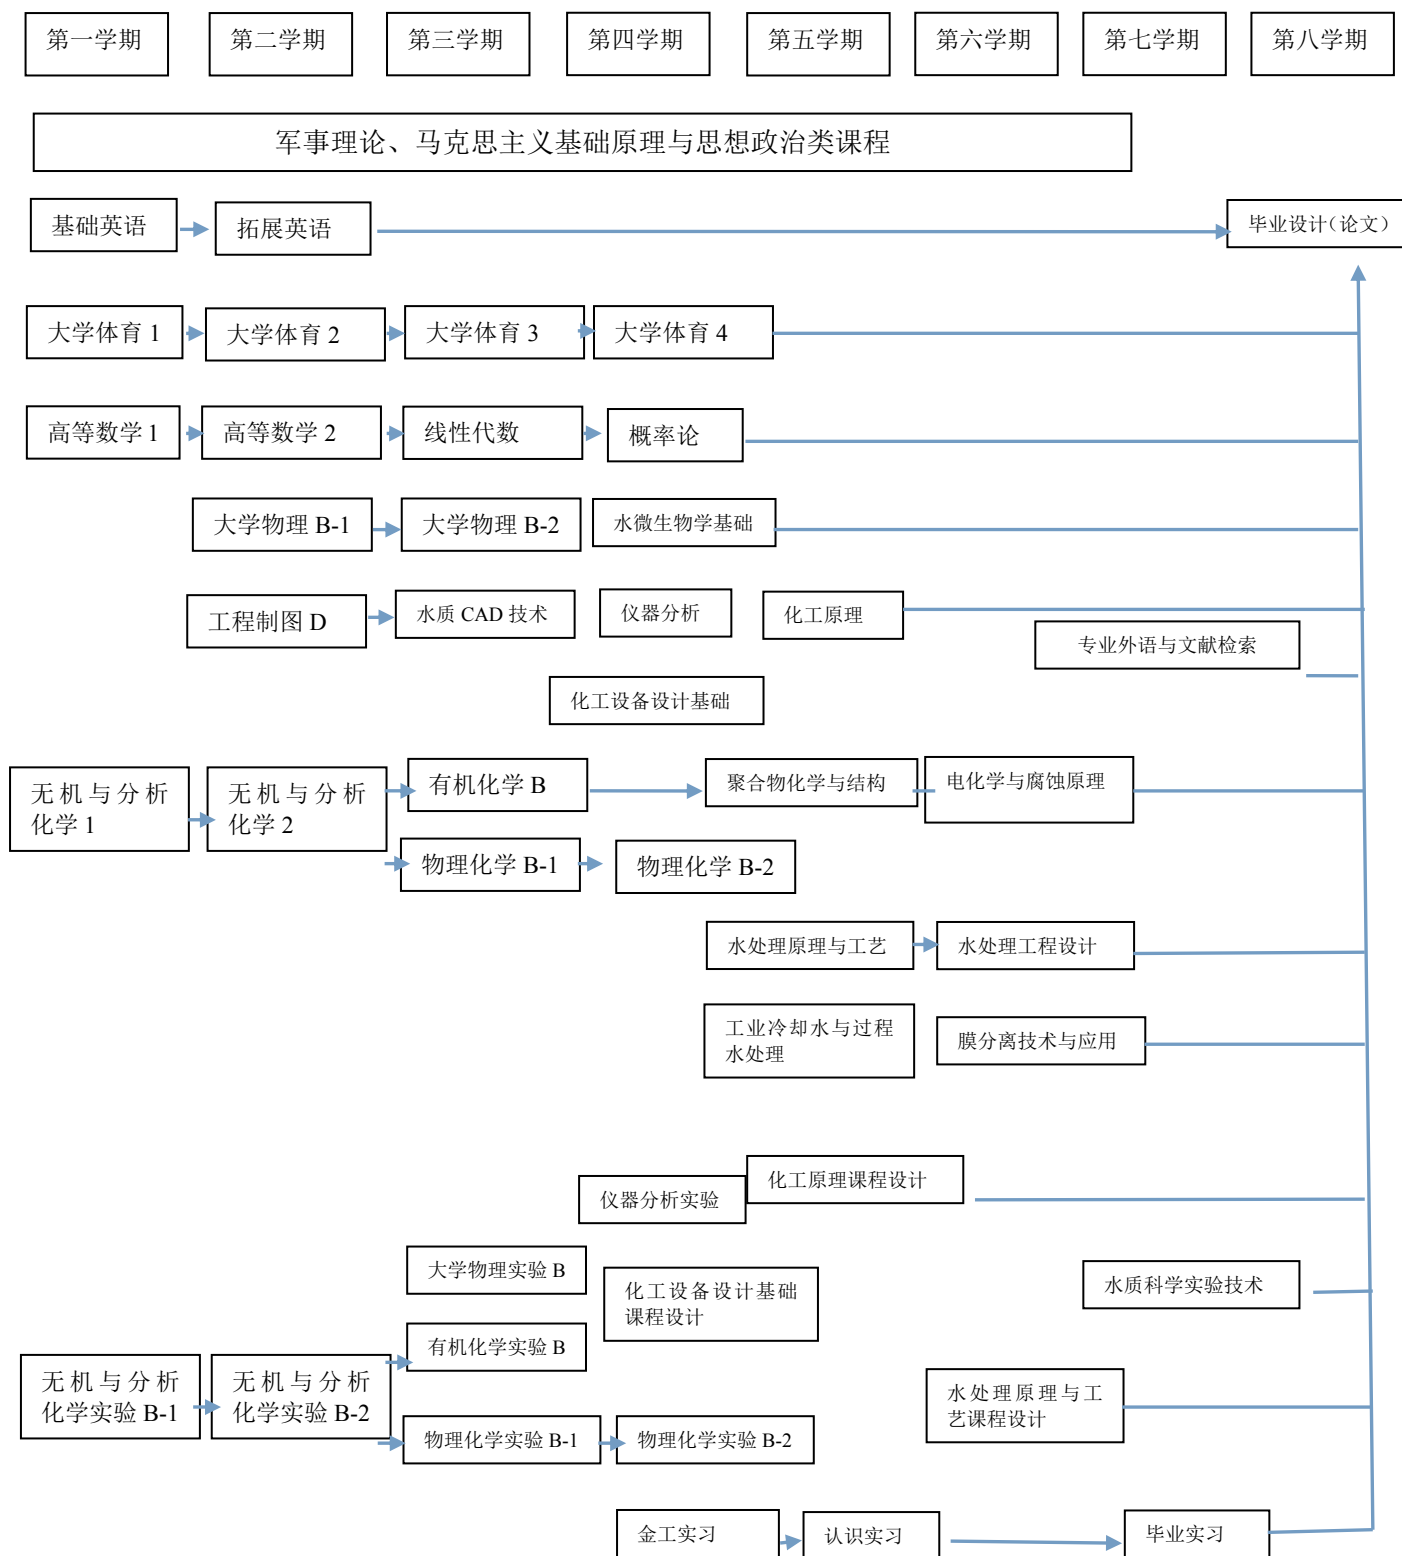 第一学期 第二学期 第三学期 第四学期 第五学期 第六学期 第七学期 第八学期
军事理论、马克思主义基础原理与思想政治类课程
基础英语 拓展英语 毕业设计（论文）
大学体育 1 大学体育 2 大学体育 3 大学体育 4
高等数学 1 高等数学 2 线性代数 概率论
大学物理 B-1 大学物理 B-2 水微生物学基础
工程制图 D 水质 CAD 技术 仪器分析 化工原理
专业外语与文献检索
化工设备设计基础
无机与分析
化学 1
无机与分析
化学 2
有机化学 B 聚合物化学与结构 电化学与腐蚀原理
物理化学 B-1 物理化学 B-2
水处理原理与工艺 水处理工程设计
工业冷却水与过程
水处理
膜分离技术与应用
仪器分析实验 化工原理课程设计
大学物理实验 B
化工设备设计基础
课程设计
水质科学实验技术
有机化学实验 B
无机与分析
化学实验 B-1
无机与分析
化学实验 B-2
水处理原理与工
艺课程设计
物理化学实验 B-1 物理化学实验 B-2
金工实习 认识实习 毕业实习